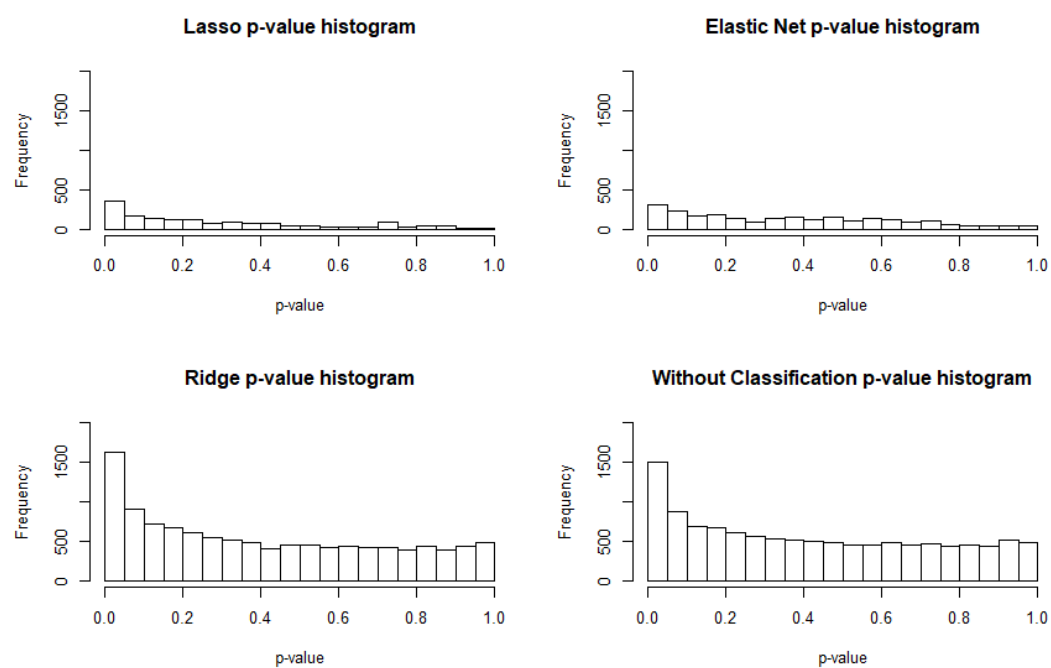 Lasso p-value histogram
Frequency
1500
500
0
0.0 0.2 0.4 0.6 0.8 1.0
p-value
Elastic Net p-value histogram
Frequency
1500
500
0
0.0 0.2 0.4 0.6 0.8 1.0
p-value
Ridge p-value histogram
Frequency
1500
500
0
0.0 0.2 0.4 0.6 0.8 1.0
p-value
Without Classification p-value histogram
Frequency
1500
500
0
0.0 0.2 0.4 0.6 0.8 1.0
p-value